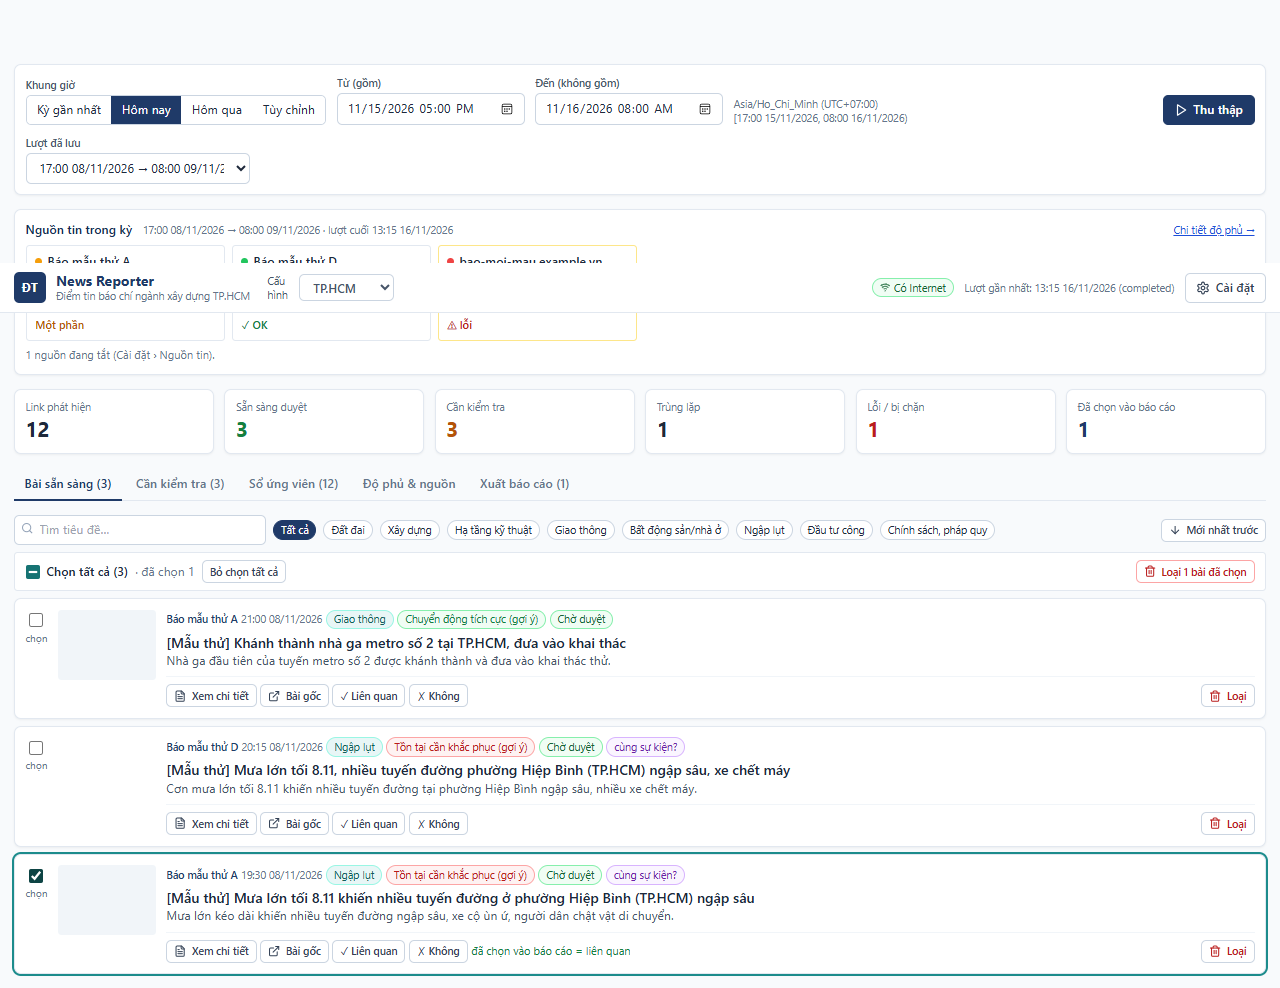 Khung giờ
Kỳ gần nhất
Hôm nay
Hôm qua
Tùy chỉnh
Từ (gồm)
11/15/2026 05:00 PM
Đến (không gồm)
11/16/2026 08:00 AM
Asia/Ho_Chi_Minh (UTC+07:00)
[17:00 15/11/2026, 08:00 16/11/2026)
Thu thập
Lượt đã lưu
17:00 08/11/2026 → 08:00 09/11/2
Nguồn tin trong kỳ
17:00 08/11/2026 → 08:00 09/11/2026 · lượt cuối 13:15 16/11/2026
Chi tiết độ phủ →
Báo mẫu thử A
Báo mẫu thử D
bao-moi-mau.example.vn
ĐT
News Reporter
Điểm tin báo chí ngành xây dựng TP.HCM
Cấu hình
TP.HCM
Có Internet
Lượt gần nhất: 13:15 16/11/2026 (completed)
Cài đặt
Một phần
✓ OK
⚠ lỗi
1 nguồn đang tắt (Cài đặt › Nguồn tin).
Link phát hiện
12
Sẵn sàng duyệt
3
Cần kiểm tra
3
Trùng lặp
1
Lỗi / bị chặn
1
Đã chọn vào báo cáo
1
Bài sẵn sàng (3)
Cần kiểm tra (3)
Sổ ứng viên (12)
Độ phủ & nguồn
Xuất báo cáo (1)
Tìm tiêu đề...
Tất cả
Đất đai
Xây dựng
Hạ tầng kỹ thuật
Giao thông
Bất động sản/nhà ở
Ngập lụt
Đầu tư công
Chính sách, pháp quy
↓ Mới nhất trước
Chọn tất cả (3) · đã chọn 1
Bỏ chọn tất cả
Loại 1 bài đã chọn
chọn
Báo mẫu thử A 21:00 08/11/2026 Giao thông Chuyển động tích cực (gợi ý) Chờ duyệt
[Mẫu thử] Khánh thành nhà ga metro số 2 tại TP.HCM, đưa vào khai thác
Nhà ga đầu tiên của tuyến metro số 2 được khánh thành và đưa vào khai thác thử.
Xem chi tiết
Bài gốc
✓ Liên quan
✗ Không
Loại
chọn
Báo mẫu thử D 20:15 08/11/2026 Ngập lụt Tồn tại cần khắc phục (gợi ý) Chờ duyệt cùng sự kiện?
[Mẫu thử] Mưa lớn tối 8.11, nhiều tuyến đường phường Hiệp Bình (TP.HCM) ngập sâu, xe chết máy
Cơn mưa lớn tối 8.11 khiến nhiều tuyến đường tại phường Hiệp Bình ngập sâu, nhiều xe chết máy.
Xem chi tiết
Bài gốc
✓ Liên quan
✗ Không
Loại
chọn
Báo mẫu thử A 19:30 08/11/2026 Ngập lụt Tồn tại cần khắc phục (gợi ý) Chờ duyệt cùng sự kiện?
[Mẫu thử] Mưa lớn tối 8.11 khiến nhiều tuyến đường ở phường Hiệp Bình (TP.HCM) ngập sâu
Mưa lớn kéo dài khiến nhiều tuyến đường ngập sâu, xe cộ ùn ứ, người dân chật vật di chuyển.
Xem chi tiết
Bài gốc
✓ Liên quan
✗ Không
đã chọn vào báo cáo = liên quan
Loại